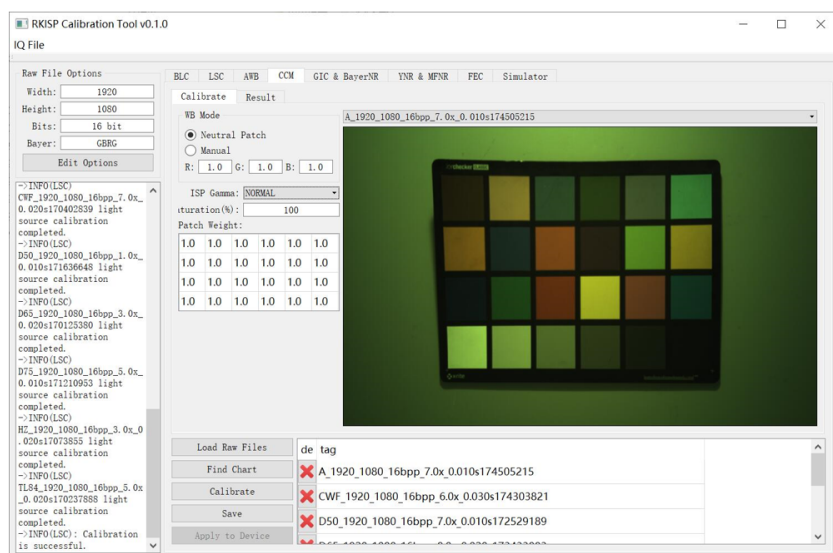 RKISP Calibration Tool v0.1.0
IQ File
Raw File Options
Width: 1920
Height: 1080
Bits: 16 bit
Bayer: GBRG
Edit Options
->INFO(LSC)
CWF_1920_1080_16bpp_7.0x_
0.020s170402839 light
source calibration
completed.
->INFO(LSC)
D50_1920_1080_16bpp_1.0x_
0.010s171636648 light
source calibration
completed.
->INFO(LSC)
D65_1920_1080_16bpp_3.0x_
0.020s170125380 light
source calibration
completed.
->INFO(LSC)
D75_1920_1080_16bpp_5.0x_
0.010s171210953 light
source calibration
completed.
->INFO(LSC)
HZ_1920_1080_16bpp_3.0x_0
.020s17073855 light
source calibration
completed.
->INFO(LSC)
TL84_1920_1080_16bpp_5.0x
_0.020s170237888 light
source calibration
completed.
->INFO(LSC): Calibration
is successful.
BLC LSC AWB CCM GIC & BayerNR YNR & MFNR FEC Simulator
Calibrate Result
WB Mode
Neutral Patch
Manual
R: 1.0 G: 1.0 B: 1.0
ISP Gamma: NORMAL
turation(%): 100
Patch Weight:
1.0 1.0 1.0 1.0 1.0 1.0
1.0 1.0 1.0 1.0 1.0 1.0
1.0 1.0 1.0 1.0 1.0 1.0
1.0 1.0 1.0 1.0 1.0 1.0
A_1920_1080_16bpp_7.0x_0.010s174505215
Load Raw Files
Find Chart
Calibrate
Save
Apply to Device
de tag
A_1920_1080_16bpp_7.0x_0.010s174505215
CWF_1920_1080_16bpp_6.0x_0.030s174303821
D50_1920_1080_16bpp_7.0x_0.010s172529189